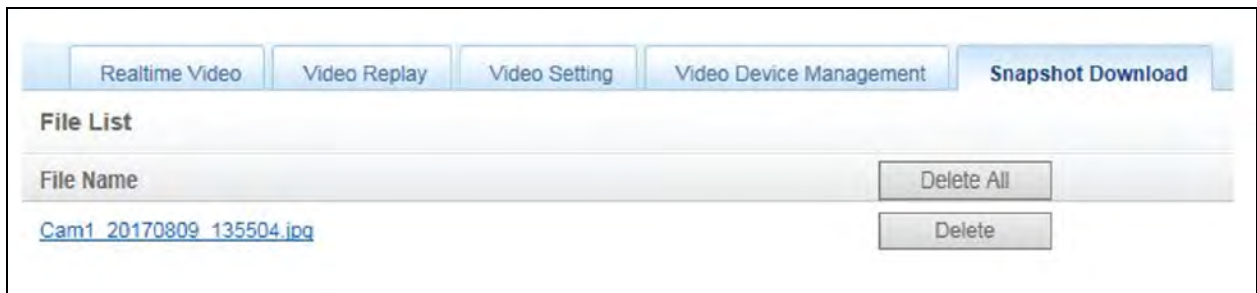 Realtime Video Video Replay Video Setting Video Device Management Snapshot Download
File List
File Name Delete All
Cam1_20170809_135504.jpg Delete